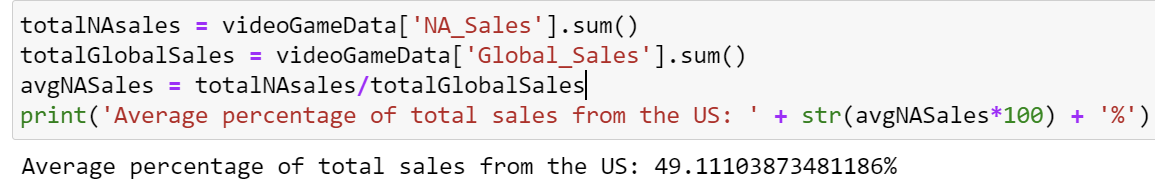 totalNAsales = videoGameData['NA_Sales'].sum()
totalGlobalSales = videoGameData['Global_Sales'].sum()
avgNASales = totalNAsales/totalGlobalSales
print('Average percentage of total sales from the US: ' + str(avgNASales*100) + '%')
Average percentage of total sales from the US: 49.11103873481186%